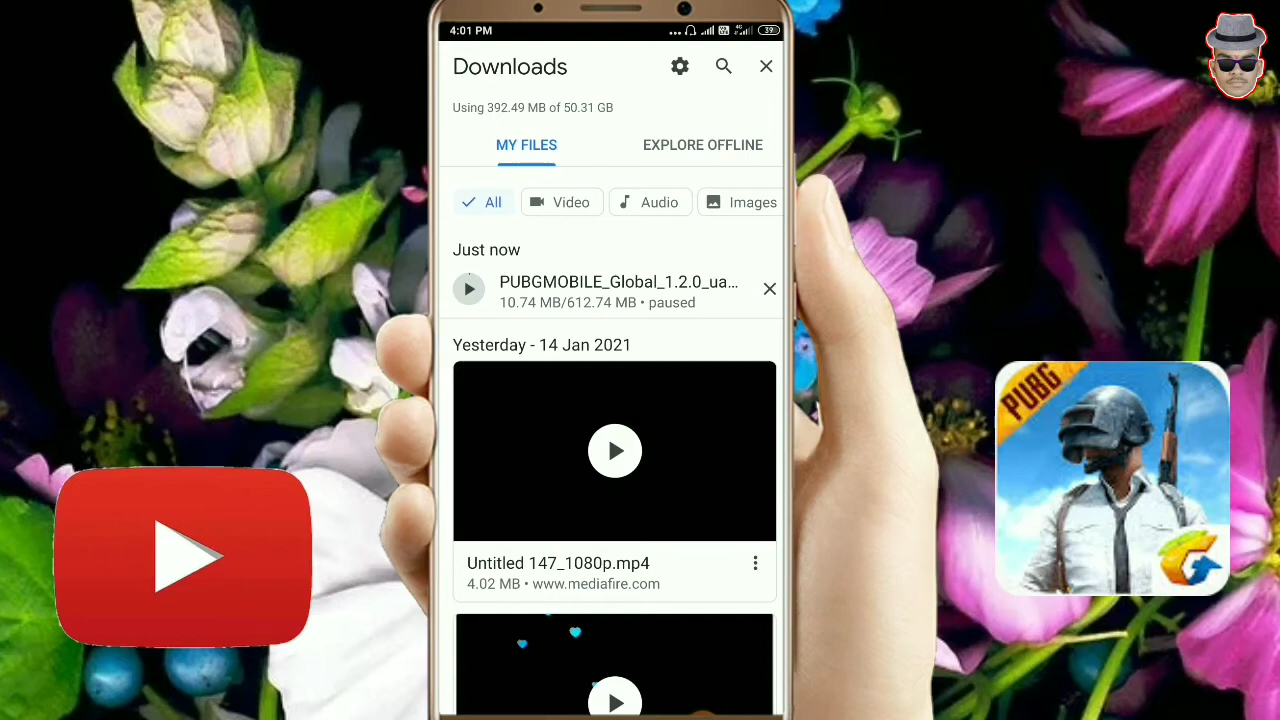 4:01 PM
4G
39
Downloads
Using 392.49 MB of 50.31 GB
MY FILES
EXPLORE OFFLINE
All
Video
Audio
Images
Just now
PUBGMOBILE_Global_1.2.0_ua...
10.74 MB/612.74 MB • paused
Yesterday - 14 Jan 2021
Untitled 147_1080p.mp4
4.02 MB • www.mediafire.com
PUBG